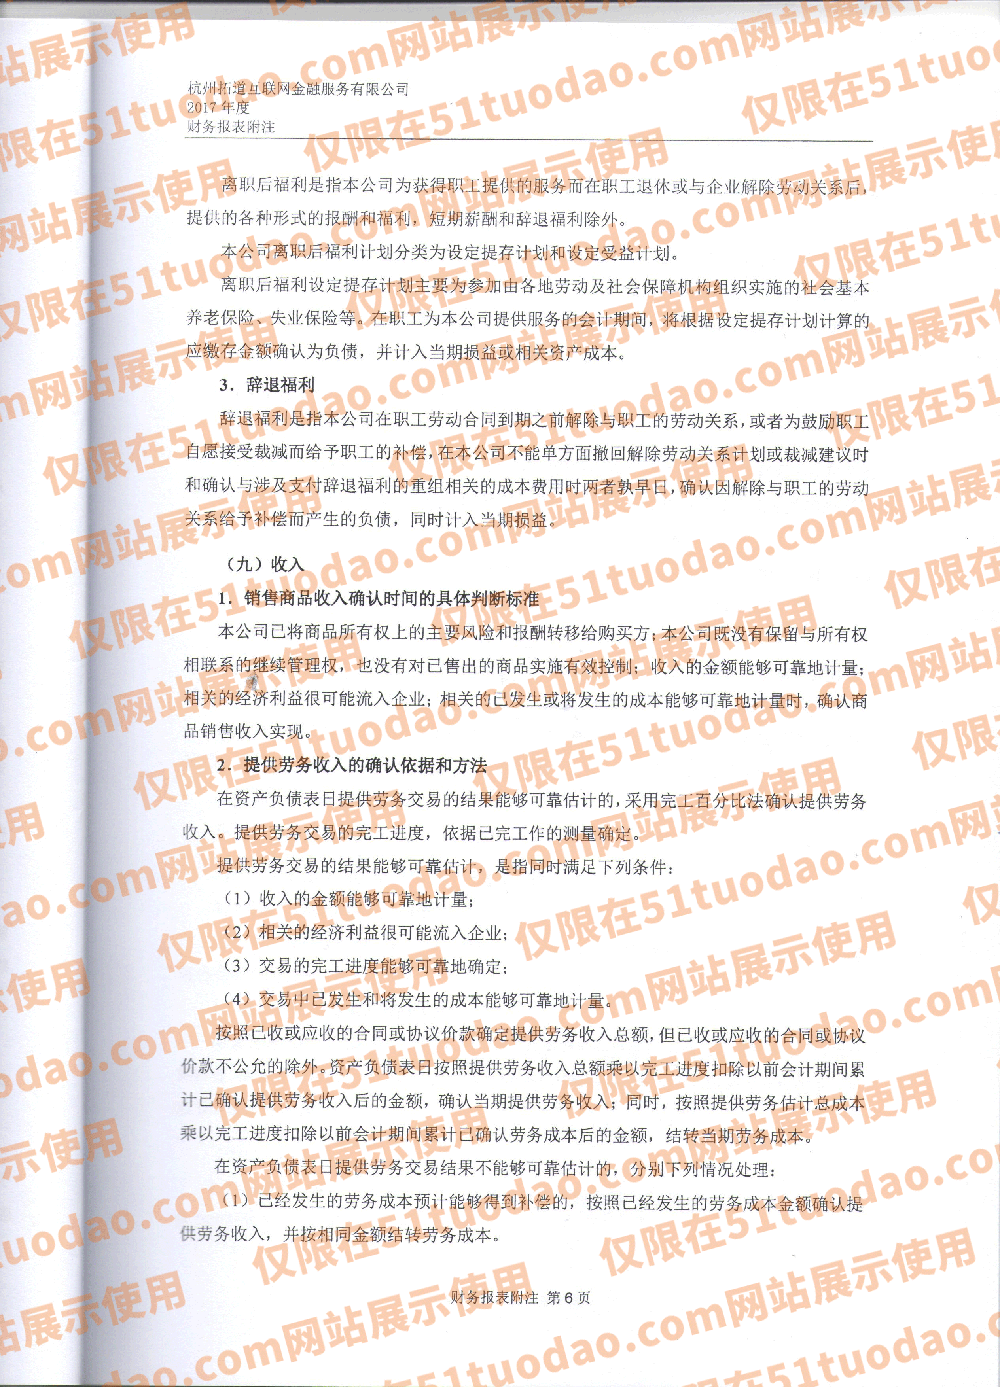 杭州拓道互联网金融服务有限公司
2017 年度
财务报表附注
离职后福利是指本公司为获得职工提供的服务而在职工退休或与企业解除劳动关系后，
提供的各种形式的报酬和福利，短期薪酬和辞退福利除外。
本公司离职后福利计划分类为设定提存计划和设定受益计划。
离职后福利设定提存计划主要为参加由各地劳动及社会保障机构组织实施的社会基本
养老保险、失业保险等。在职工为本公司提供服务的会计期间，将根据设定提存计划计算的
应缴存金额确认为负债，并计入当期损益或相关资产成本。
3．辞退福利
辞退福利是指本公司在职工劳动合同到期之前解除与职工的劳动关系，或者为鼓励职工
自愿接受裁减而给予职工的补偿，在本公司不能单方面撤回解除劳动关系计划或裁减建议时
和确认与涉及支付辞退福利的重组相关的成本费用时两者孰早日，确认因解除与职工的劳动
关系给予补偿而产生的负债，同时计入当期损益。
（九）收入
1．销售商品收入确认时间的具体判断标准
本公司已将商品所有权上的主要风险和报酬转移给购买方；本公司既没有保留与所有权
相联系的继续管理权，也没有对已售出的商品实施有效控制；收入的金额能够可靠地计量；
相关的经济利益很可能流入企业；相关的已发生或将发生的成本能够可靠地计量时，确认商
品销售收入实现。
2．提供劳务收入的确认依据和方法
在资产负债表日提供劳务交易的结果能够可靠估计的，采用完工百分比法确认提供劳务
收入。提供劳务交易的完工进度，依据已完工作的测量确定。
提供劳务交易的结果能够可靠估计，是指同时满足下列条件：
（1）收入的金额能够可靠地计量；
（2）相关的经济利益很可能流入企业；
（3）交易的完工进度能够可靠地确定；
（4）交易中已发生和将发生的成本能够可靠地计量。
按照已收或应收的合同或协议价款确定提供劳务收入总额，但已收或应收的合同或协议
价款不公允的除外。资产负债表日按照提供劳务收入总额乘以完工进度扣除以前会计期间累
计已确认提供劳务收入后的金额，确认当期提供劳务收入；同时，按照提供劳务估计总成本
乘以完工进度扣除以前会计期间累计已确认劳务成本后的金额，结转当期劳务成本。
在资产负债表日提供劳务交易结果不能够可靠估计的，分别下列情况处理：
（1）已经发生的劳务成本预计能够得到补偿的，按照已经发生的劳务成本金额确认提
供劳务收入，并按相同金额结转劳务成本。
财务报表附注 第 6 页
仅限在51tuodao.com网站展示使用